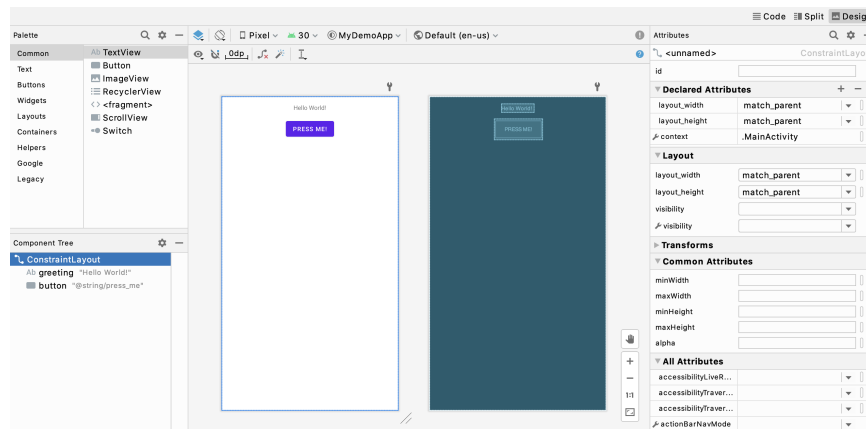 Code Split Desig
Palette
Pixel 30 MyDemoApp Default (en-us)
Attributes
Common
Text
Buttons
Widgets
Layouts
Containers
Helpers
Google
Legacy
Ab TextView
Button
ImageView
RecyclerView
<> <fragment>
ScrollView
Switch
0dp
Component Tree
ConstraintLayout
Ab greeting "Hello World!"
button "@string/press_me"
Hello World!
PRESS ME!
Hello World!
PRESS ME!
1:1
<unnamed> ConstraintLayo
id
Declared Attributes
layout_width match_parent
layout_height match_parent
context .MainActivity
Layout
layout_width match_parent
layout_height match_parent
visibility
visibility
Transforms
Common Attributes
minWidth
maxWidth
minHeight
maxHeight
alpha
All Attributes
accessibilityLiveR...
accessibilityTraver...
accessibilityTraver...
actionBarNavMode